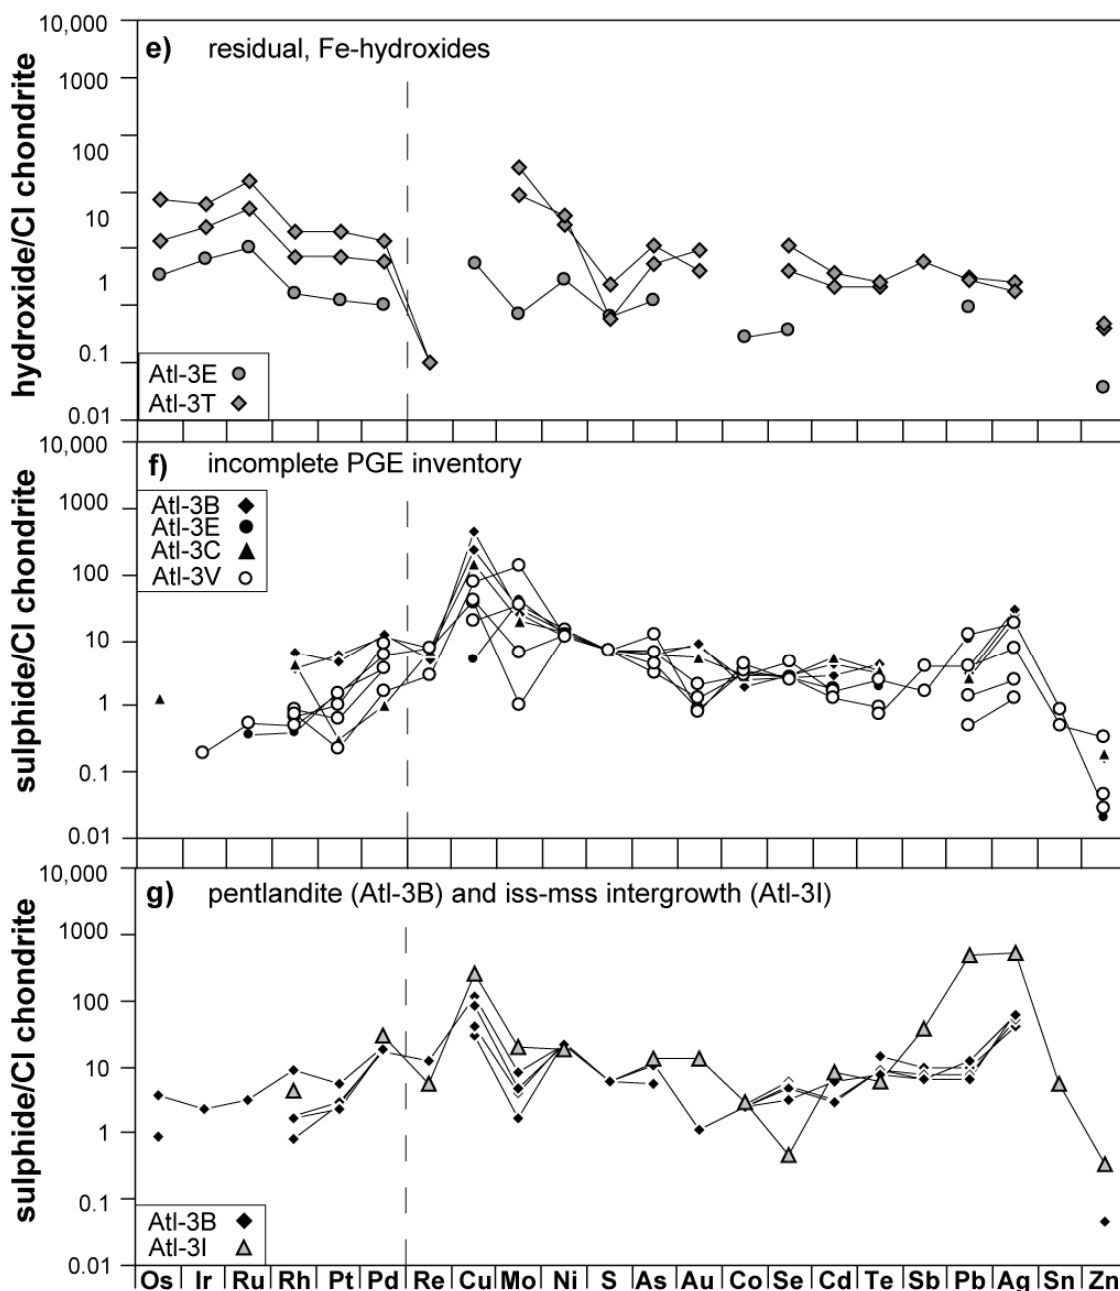 hydroxide/CI chondrite
10,000
1000
100
10
1
0.1
0.01
e) residual, Fe-hydroxides
Atl-3E
Atl-3T
sulphide/CI chondrite
10,000
1000
100
10
1
0.1
0.01
f) incomplete PGE inventory
Atl-3B
Atl-3E
Atl-3C
Atl-3V
sulphide/CI chondrite
10,000
1000
100
10
1
0.1
0.01
g) pentlandite (Atl-3B) and iss-mss intergrowth (Atl-3I)
Atl-3B
Atl-3I
Os Ir Ru Rh Pt Pd Re Cu Mo Ni S As Au Co Se Cd Te Sb Pb Ag Sn Zn